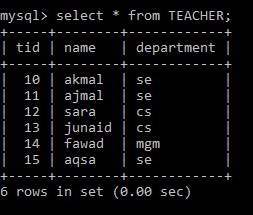 mysql> select * from TEACHER;
+-----+--------+------------+
| tid | name | department |
+-----+--------+------------+
| 10 | akmal | se |
| 11 | ajmal | se |
| 12 | sara | cs |
| 13 | junaid | cs |
| 14 | fawad | mgm |
| 15 | aqsa | se |
+-----+--------+------------+
6 rows in set (0.00 sec)